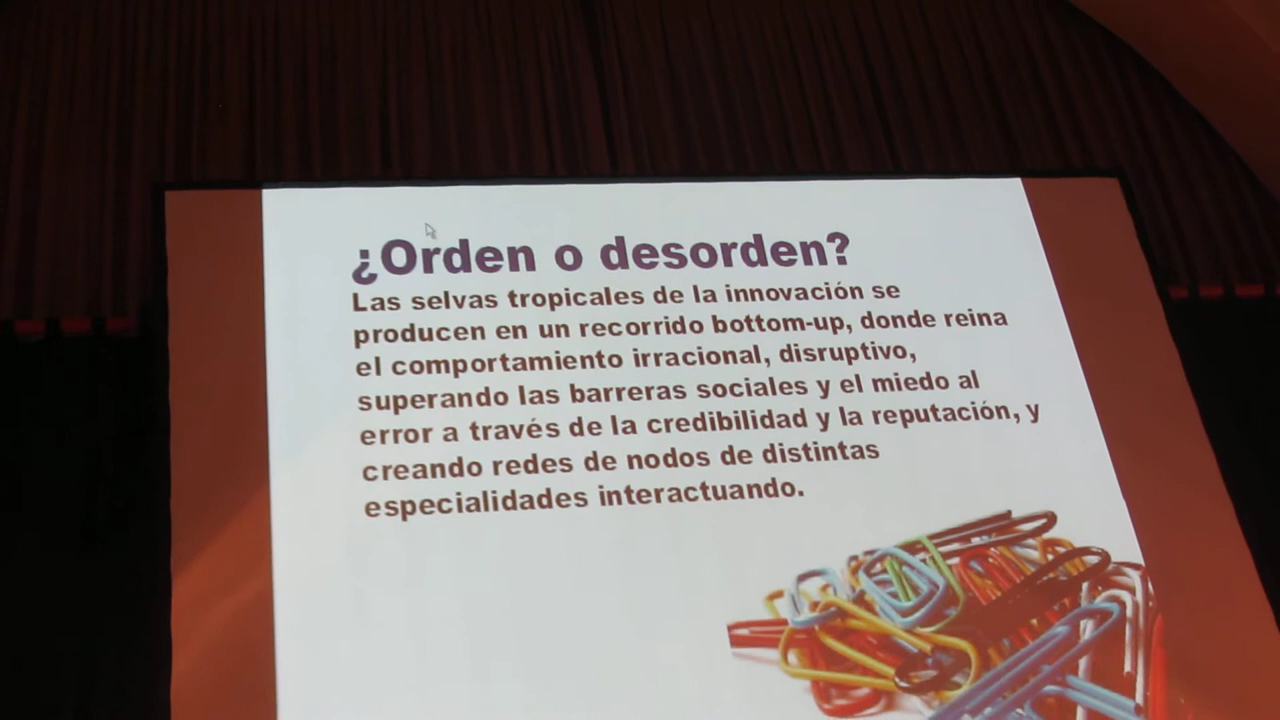 ¿Orden o desorden?
Las selvas tropicales de la innovación se
producen en un recorrido bottom-up, donde reina
el comportamiento irracional, disruptivo,
superando las barreras sociales y el miedo al
error a través de la credibilidad y la reputación, y
creando redes de nodos de distintas
especialidades interactuando.